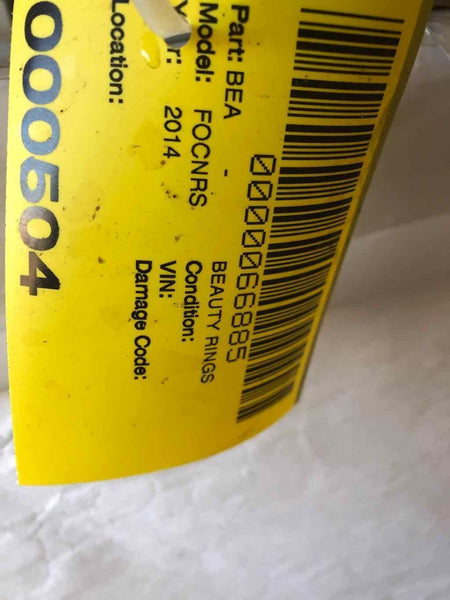 0000066885
Part: BEA - BEAUTY RINGS
Model: FOCNRS Condition:
Y r: 2014 VIN:
Damage Code:
Location:
000504